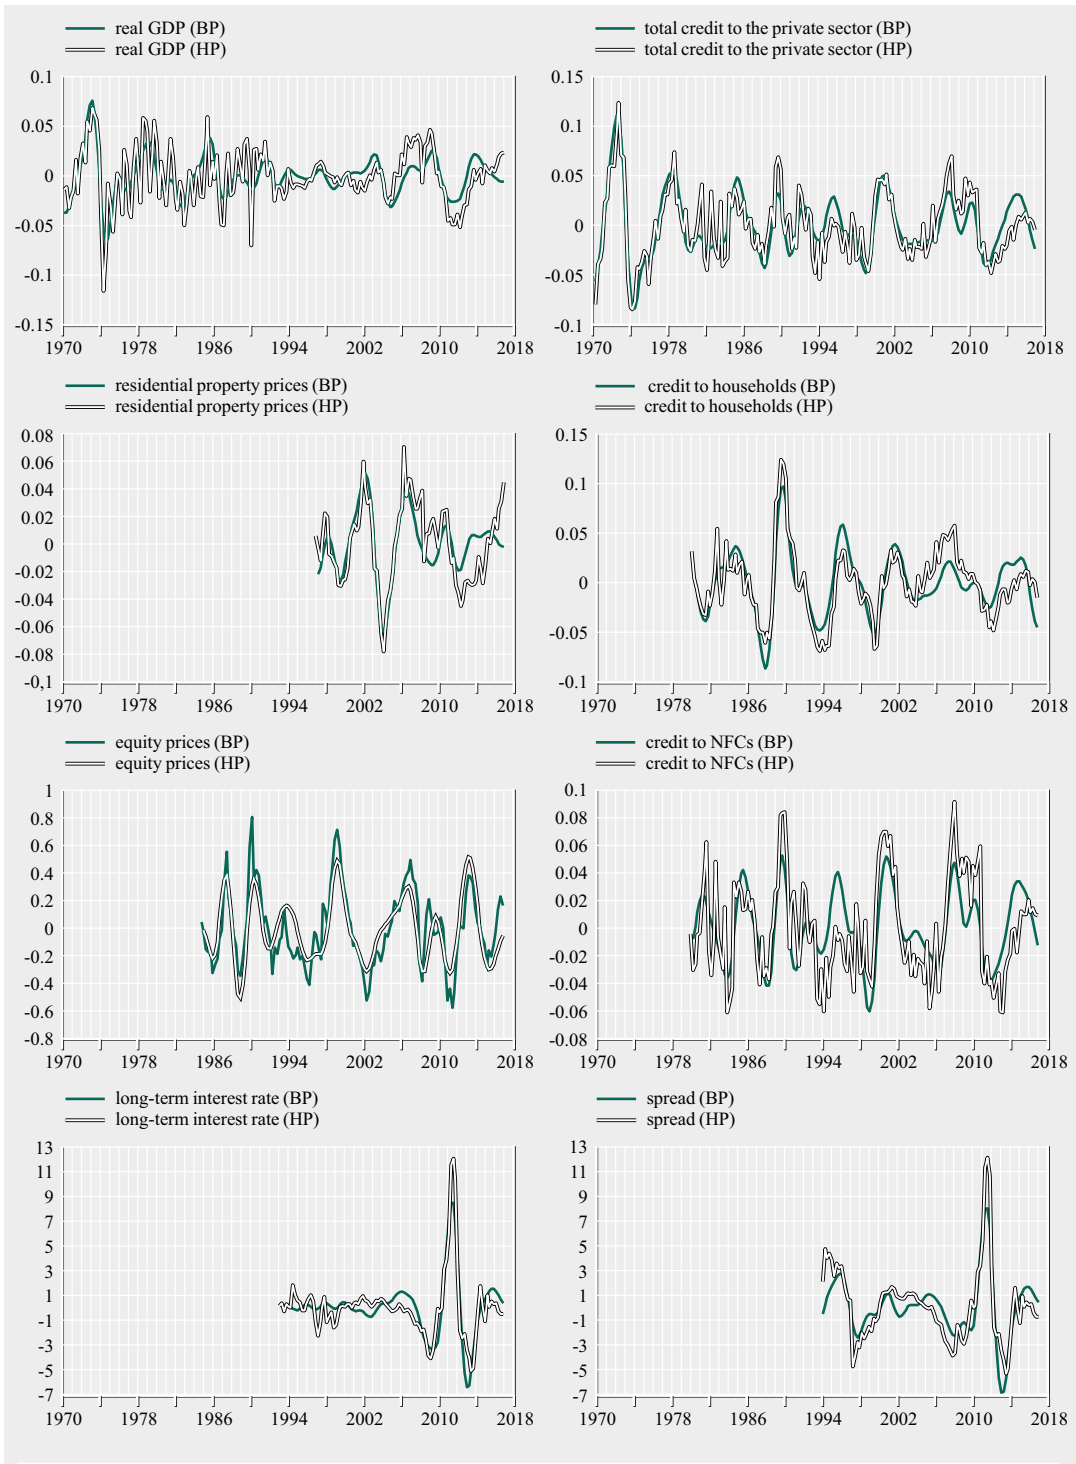 real GDP (BP)
real GDP (HP)
0.1
0.05
0
-0.05
-0.1
-0.15
1970 1978 1986 1994 2002 2010 2018
total credit to the private sector (BP)
total credit to the private sector (HP)
0.15
0.1
0.05
0
-0.05
-0.1
1970 1978 1986 1994 2002 2010 2018
residential property prices (BP)
residential property prices (HP)
0.08
0.06
0.04
0.02
0
-0.02
-0.04
-0.06
-0.08
-0,1
1970 1978 1986 1994 2002 2010 2018
credit to households (BP)
credit to households (HP)
0.15
0.1
0.05
0
-0.05
-0.1
1970 1978 1986 1994 2002 2010 2018
equity prices (BP)
equity prices (HP)
1
0.8
0.6
0.4
0.2
0
-0.2
-0.4
-0.6
-0.8
1970 1978 1986 1994 2002 2010 2018
credit to NFCs (BP)
credit to NFCs (HP)
0.1
0.08
0.06
0.04
0.02
0
-0.02
-0.04
-0.06
-0.08
1970 1978 1986 1994 2002 2010 2018
long-term interest rate (BP)
long-term interest rate (HP)
13
11
9
7
5
3
1
-1
-3
-5
-7
1970 1978 1986 1994 2002 2010 2018
spread (BP)
spread (HP)
13
11
9
7
5
3
1
-1
-3
-5
-7
1970 1978 1986 1994 2002 2010 2018